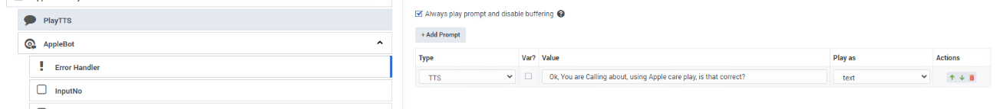 PlayTTS
AppleBot
Error Handler
InputNo
Always play prompt and disable buffering
+ Add Prompt
Type Var? Value Play as Actions
TTS Ok, You are Calling about, using Apple care play, is that correct? text